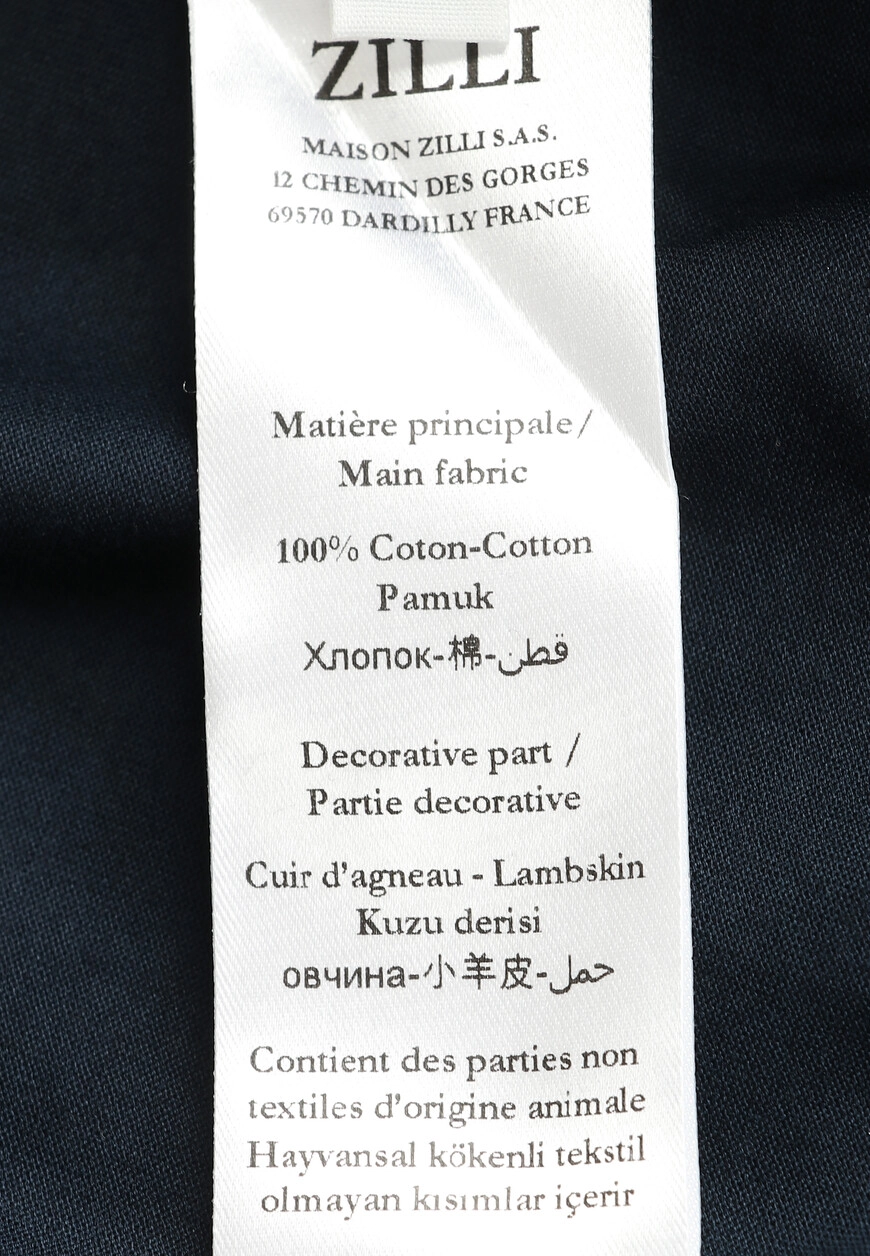 ZILLI
MAISON ZILLI S.A.S.
12 CHEMIN DES GORGES
69570 DARDILLY FRANCE
Matière principale/
Main fabric
100% Coton-Cotton
Pamuk
Хлопок-棉-قطن
Decorative part /
Partie decorative
Cuir d'agneau - Lambskin
Kuzu derisi
овчина-小羊皮-حمل
Contient des parties non
textiles d'origine animale
Hayvansal kökenli tekstil
olmayan kısımlar içerir